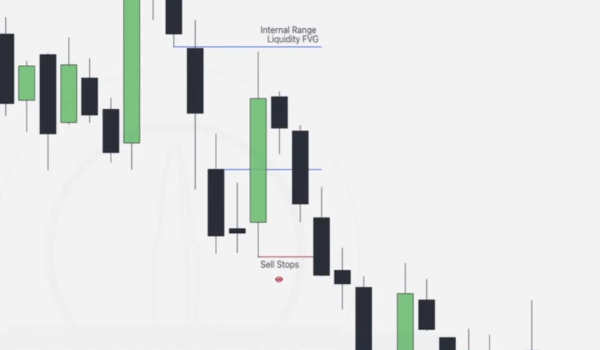 Internal Range
Liquidity FVG
Sell Stops